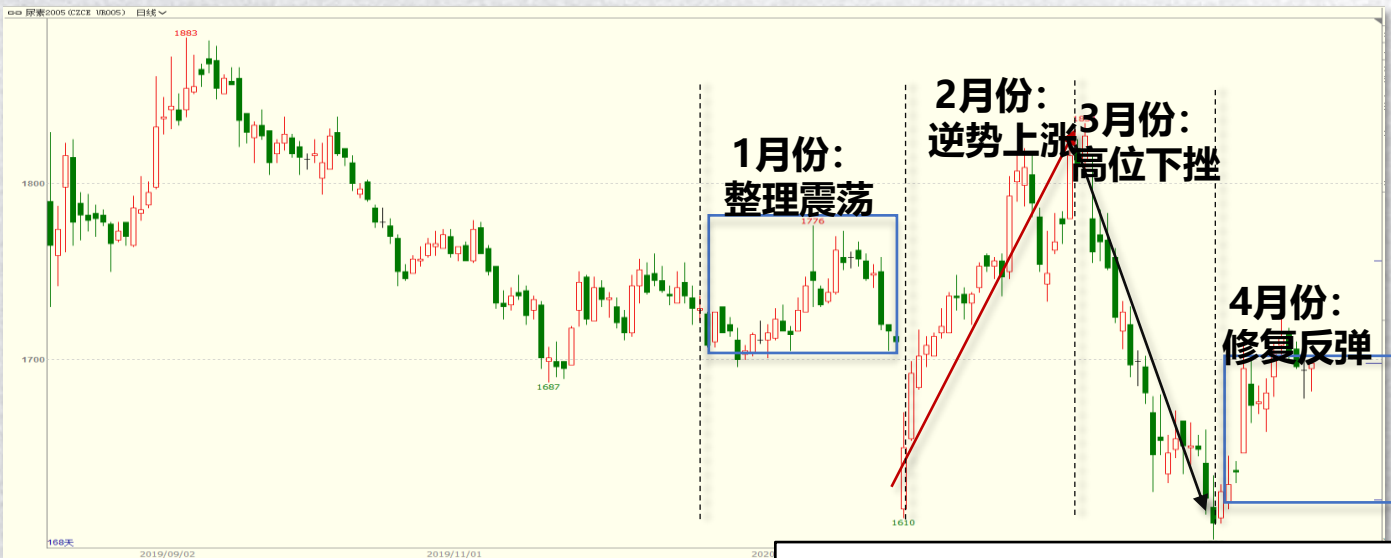 尿素2005(CZCE UR005) 日线
1883
2月份：
逆势上涨
3月份：
高位下挫
1月份：
整理震荡
1800
1776
4月份：
修复反弹
1700
1687
1610
168天
2019/09/02
2019/11/01
2020